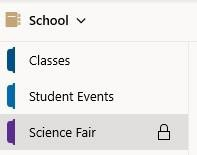 School
Classes
Student Events
Science Fair